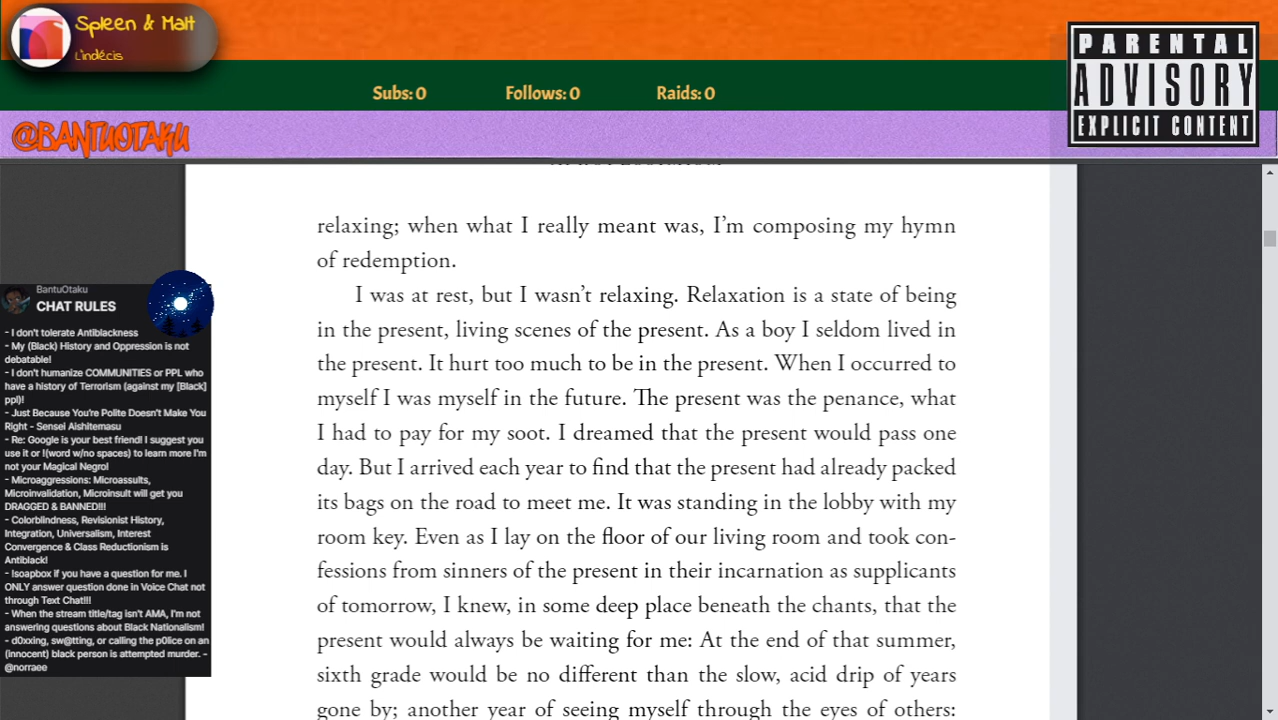 Spleen & Malt
L'indécis
PARENTAL
ADVISORY
EXPLICIT CONTENT
Subs: 0
Follows: 0
Raids: 0
@BANTUOTAKU
relaxing; when what I really meant was, I'm composing my hymn
of redemption.
I was at rest, but I wasn't relaxing. Relaxation is a state of being
in the present, living scenes of the present. As a boy I seldom lived in
the present. It hurt too much to be in the present. When I occurred to
myself I was myself in the future. The present was the penance, what
I had to pay for my soot. I dreamed that the present would pass one
day. But I arrived each year to find that the present had already packed
its bags on the road to meet me. It was standing in the lobby with my
room key. Even as I lay on the floor of our living room and took con-
fessions from sinners of the present in their incarnation as supplicants
of tomorrow, I knew, in some deep place beneath the chants, that the
present would always be waiting for me: At the end of that summer,
sixth grade would be no different than the slow, acid drip of years
gone by; another year of seeing myself through the eyes of others:
BantuOtaku
CHAT RULES
- I don't tolerate Antiblackness
- My (Black) History and Oppression is not
debatable!
- I don't humanize COMMUNITIES or PPL who
have a history of Terrorism (against my [Black]
ppl)!
- Just Because You're Polite Doesn't Make You
Right - Sensei Aishitemasu
- Re: Google is your best friend! I suggest you
use it or !(word w/no spaces) to learn more I'm
not your Magical Negro!
- Microaggressions: Microassults,
Microinvalidation, Microinsult will get you
DRAGGED & BANNED!!!
- Colorblindness, Revisionist History,
Integration, Universalism, Interest
Convergence & Class Reductionism is
Antiblack!
- !soapbox if you have a question for me. I
ONLY answer question done in Voice Chat not
through Text Chat!!!
- When the stream title/tag isn't AMA, I'm not
answering questions about Black Nationalism!
- d0xxing, sw@tting, or calling the p0lice on an
(innocent) black person is attempted murder. -
@norraee